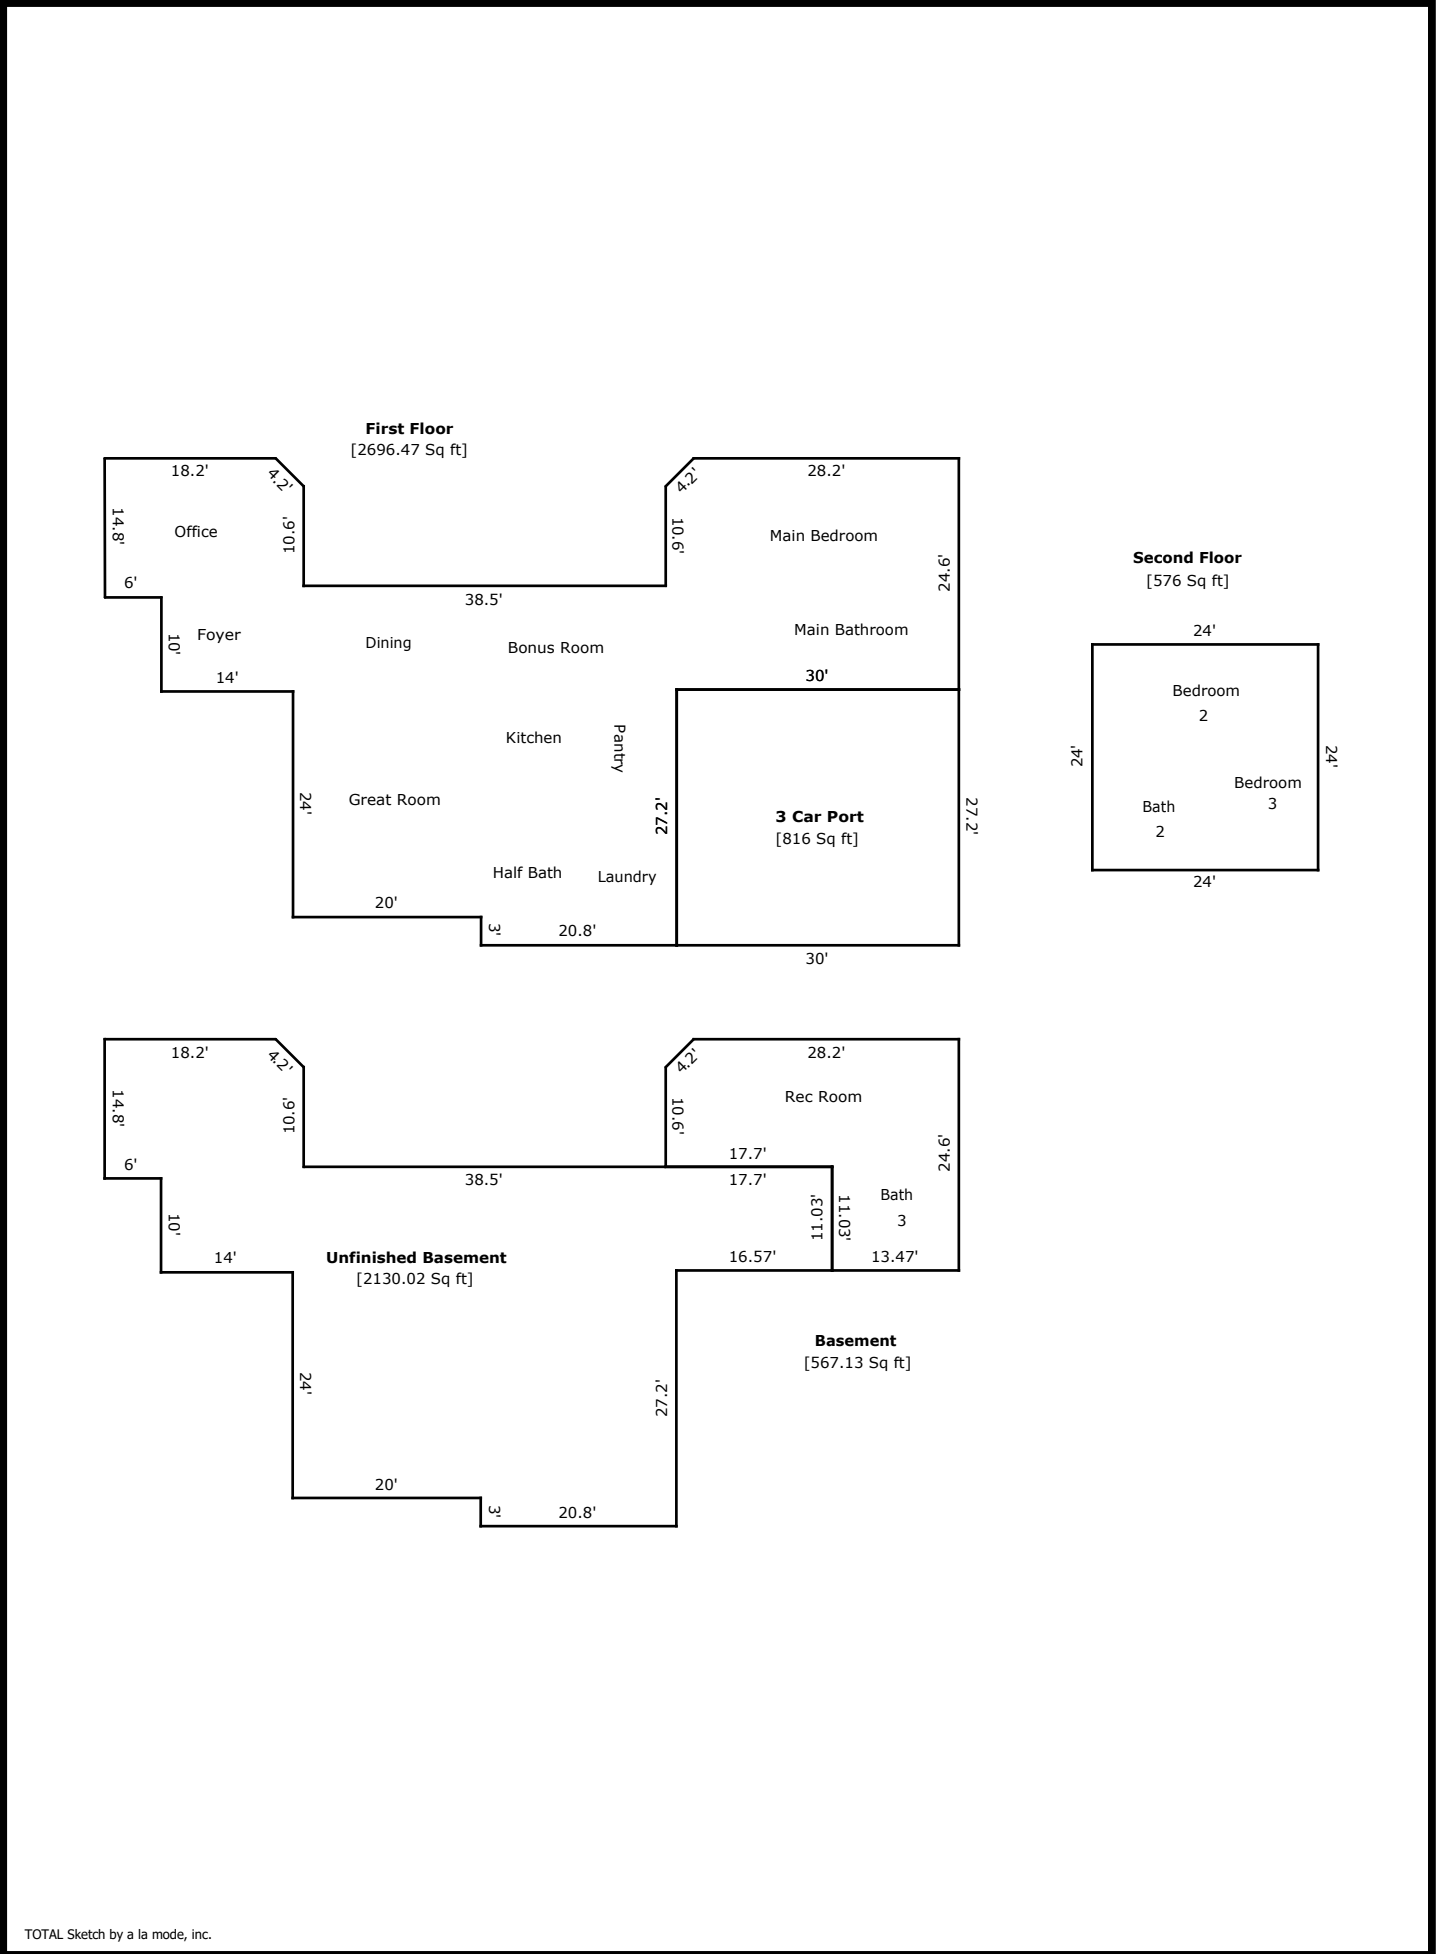 First Floor
[2696.47 Sq ft]
18.2'
4.2'
4.2'
28.2'
14.8'
Office
10.6'
10.6'
Main Bedroom
24.6'
6'
38.5'
10'
Foyer
Dining
Bonus Room
Main Bathroom
14'
30'
Kitchen
Pantry
24'
Great Room
27.2'
3 Car Port
[816 Sq ft]
27.2'
Half Bath
Laundry
20'
3'
20.8'
30'
Second Floor
[576 Sq ft]
24'
Bedroom
2
24'
24'
Bedroom
3
Bath
2
24'
18.2'
4.2'
4.2'
28.2'
14.8'
10.6'
10.6'
Rec Room
24.6'
6'
38.5'
17.7'
17.7'
10'
11.03'
11.03'
Bath
3
14'
Unfinished Basement
[2130.02 Sq ft]
16.57'
13.47'
Basement
[567.13 Sq ft]
24'
27.2'
20'
3'
20.8'
TOTAL Sketch by a la mode, inc.